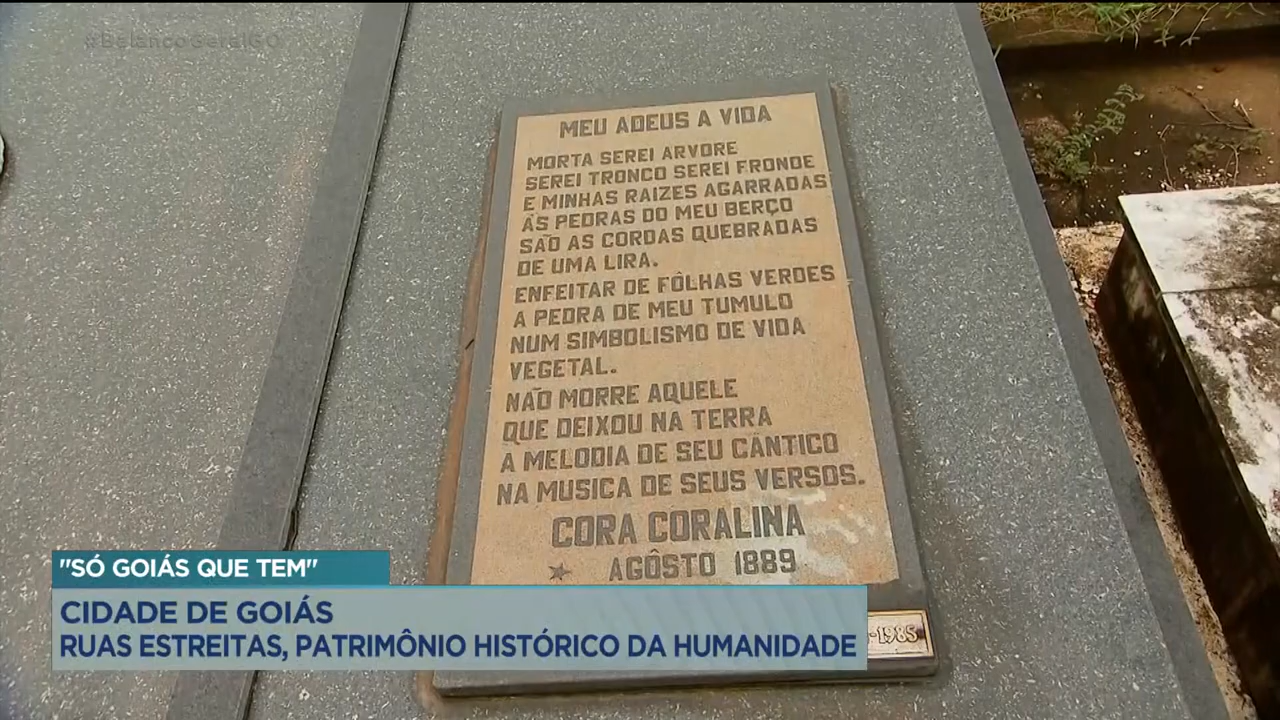 #BalançoGeralGO
MEU ADEUS A VIDA
MORTA SEREI ARVORE
SEREI TRONCO SEREI FRONDE
E MINHAS RAIZES AGARRADAS
ÀS PEDRAS DO MEU BERÇO
SÃO AS CORDAS QUEBRADAS
DE UMA LIRA.
ENFEITAR DE FÔLHAS VERDES
A PEDRA DE MEU TUMULO
NUM SIMBOLISMO DE VIDA
VEGETAL.
NÃO MORRE AQUELE
QUE DEIXOU NA TERRA
A MELODIA DE SEU CÂNTICO
NA MUSICA DE SEUS VERSOS.
CORA CORALINA
AGÔSTO 1889
-1985
"SÓ GOIÁS QUE TEM"
CIDADE DE GOIÁS
RUAS ESTREITAS, PATRIMÔNIO HISTÓRICO DA HUMANIDADE